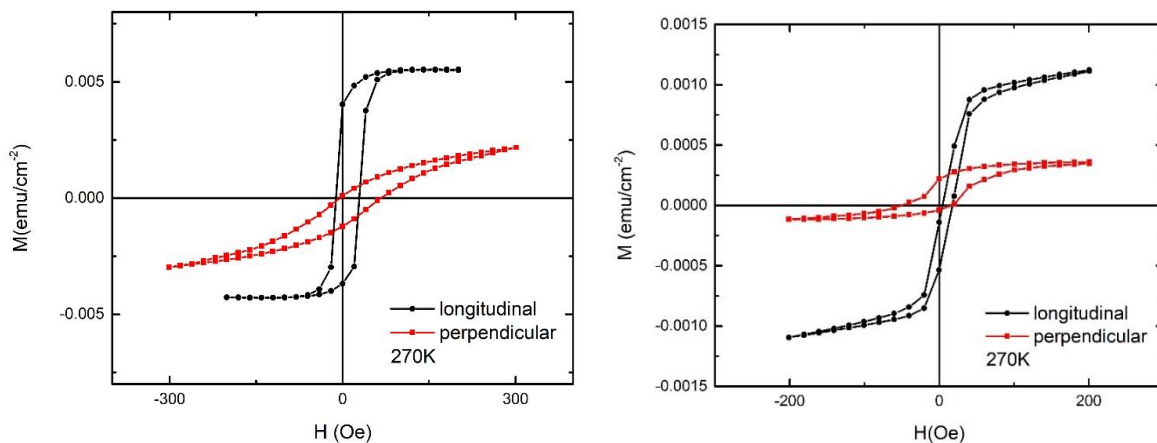 0.005
0.000
-0.005
M(emu/cm⁻²)
longitudinal
perpendicular
270K
-300
0
300
H (Oe)
0.0015
0.0010
0.0005
0.0000
-0.0005
-0.0010
-0.0015
M (emu/cm⁻²)
longitudinal
perpendicular
270K
-200
0
200
H(Oe)